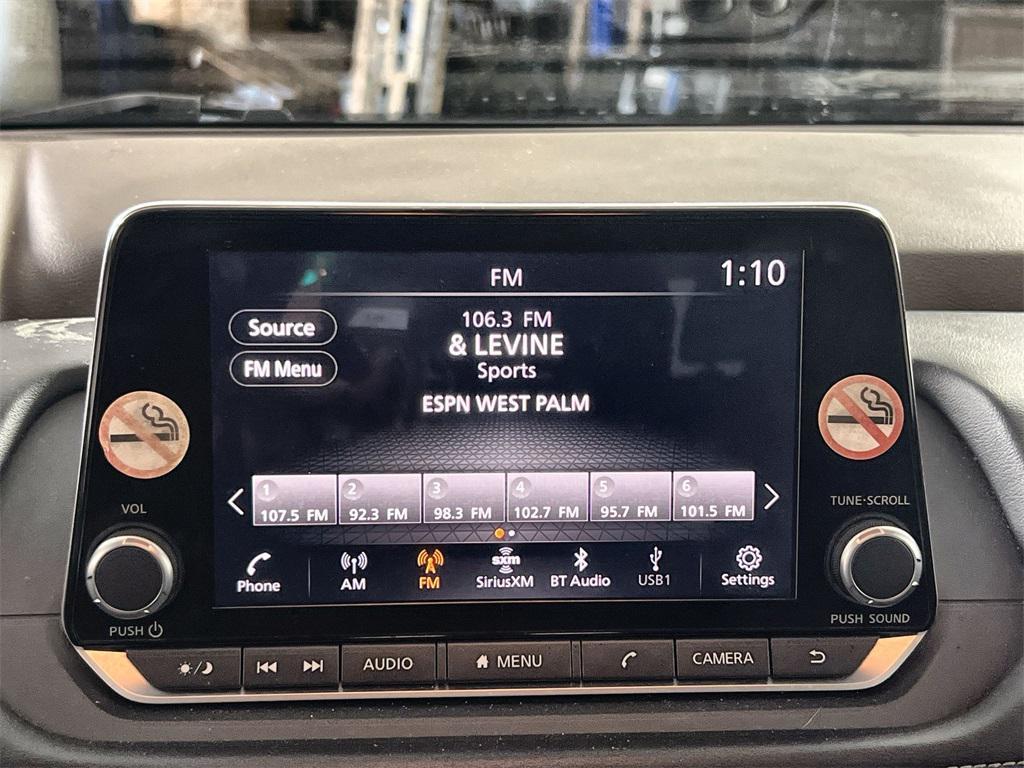 FM
1:10
Source
106.3 FM
& LEVINE
FM Menu
Sports
ESPN WEST PALM
VOL
TUNE·SCROLL
1 2 3 4 5 6
107.5 FM 92.3 FM 98.3 FM 102.7 FM 95.7 FM 101.5 FM
sxm
Phone AM FM SiriusXM BT Audio USB1 Settings
PUSH
PUSH SOUND
AUDIO MENU CAMERA